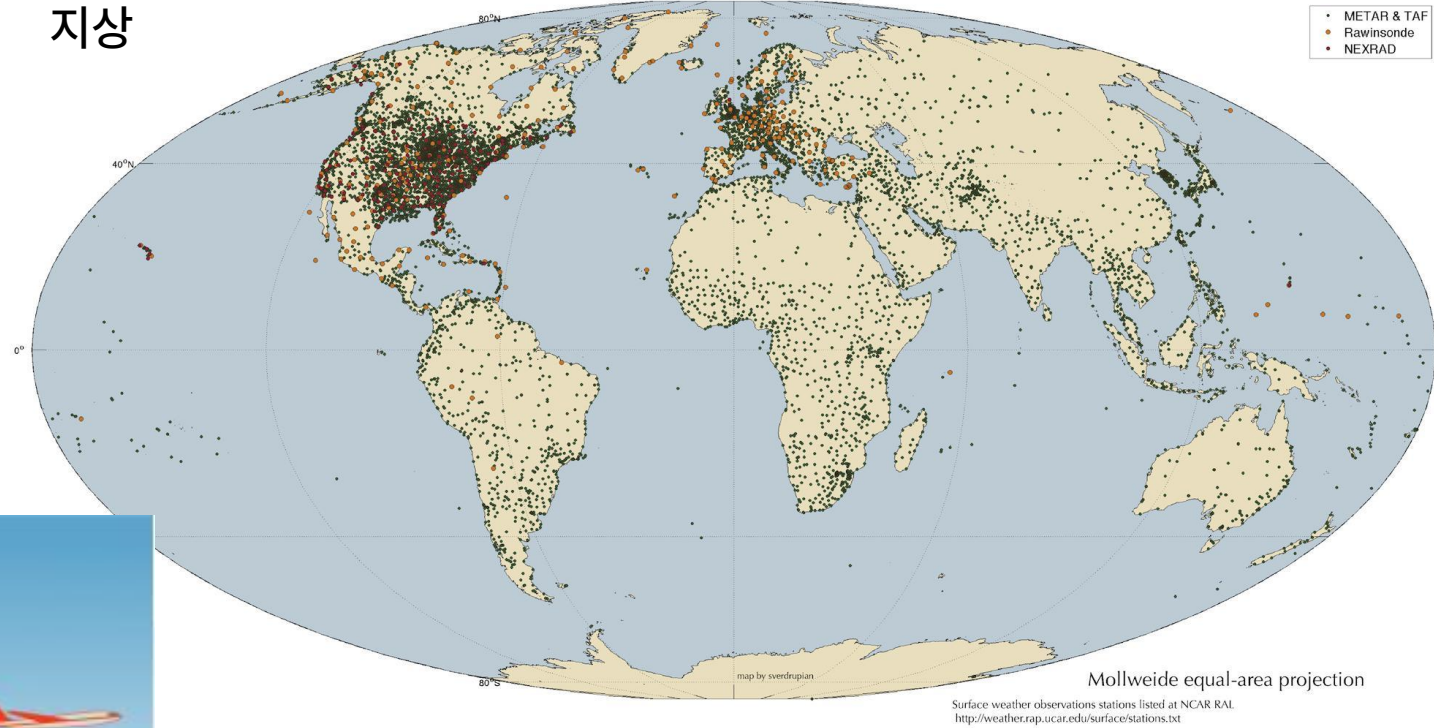 지상
80°N
METAR & TAF
Rawinsonde
NEXRAD
40°N
0°
80°S
map by sverdrupian
Mollweide equal-area projection
Surface weather observations stations listed at NCAR RAL
http://weather.rap.ucar.edu/surface/stations.txt